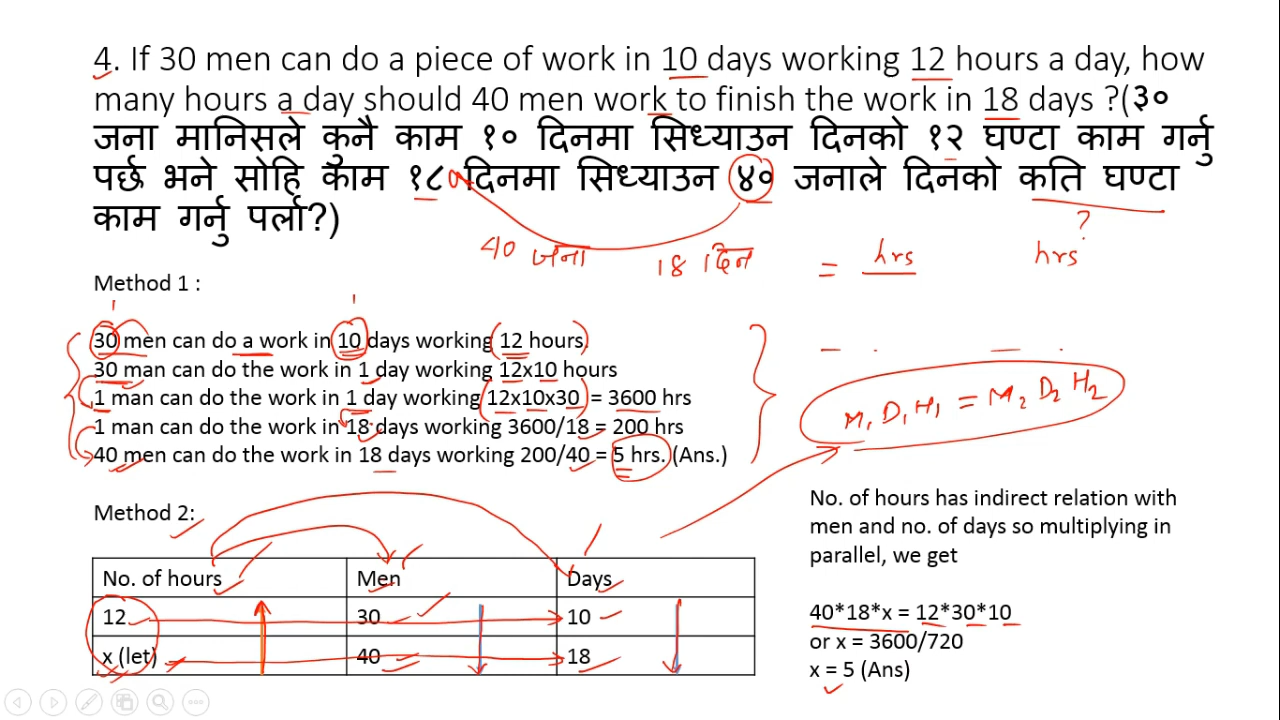 4. If 30 men can do a piece of work in 10 days working 12 hours a day, how
many hours a day should 40 men work to finish the work in 18 days ?(३०
जना मानिसले कुनै काम १० दिनमा सिध्याउन दिनको १२ घण्टा काम गर्नु
पर्छ भने सोहि काम १८ दिनमा सिध्याउन ४० जनाले दिनको कति घण्टा
काम गर्नु पर्ला?)
?
40 जना 18 दिन = hrs hrs
Method 1 :
30 men can do a work in 10 days working (12 hours)
30 man can do the work in 1 day working 12x10 hours
1 man can do the work in 1 day working (12x10x30) = 3600 hrs
1 man can do the work in 18 days working 3600/18 = 200 hrs
40 men can do the work in 18 days working 200/40 = 5 hrs. (Ans.)
M₁ D₁ H₁ = M₂ D₂ H₂
Method 2:
No. of hours Men Days
12 30 10
x (let) 40 18
No. of hours has indirect relation with
men and no. of days so multiplying in
parallel, we get
40*18*x = 12*30*10
or x = 3600/720
x = 5 (Ans)